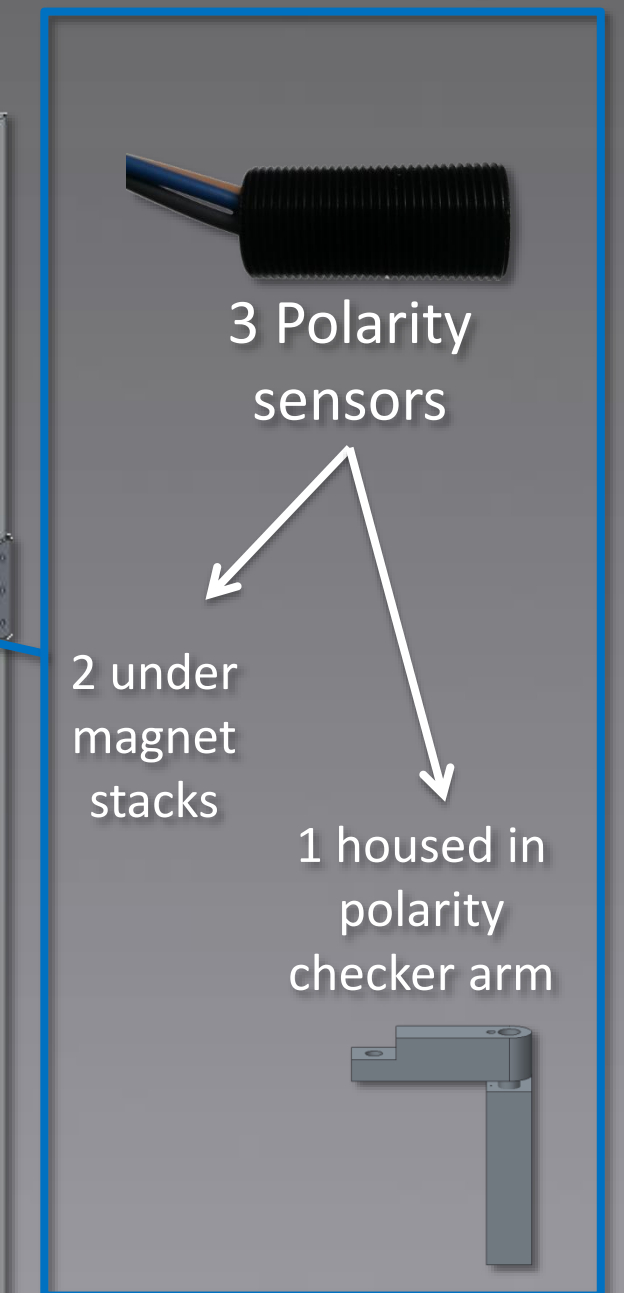 3 Polarity
sensors
2 under
magnet
stacks
1 housed in
polarity
checker arm